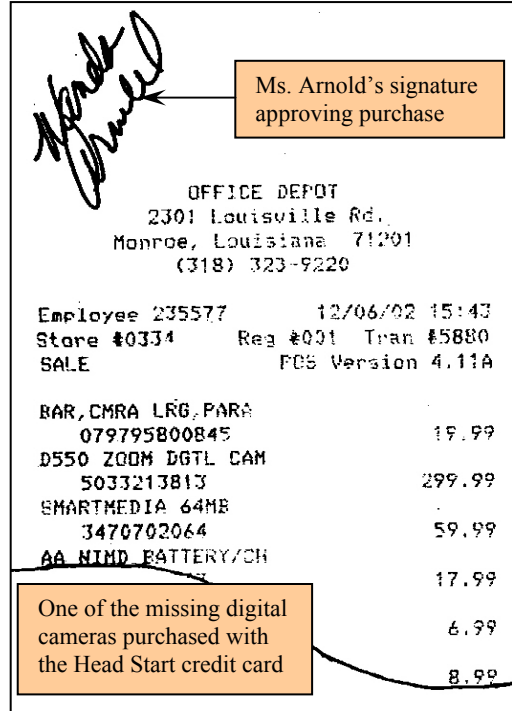 Arnold
Ms. Arnold's signature
approving purchase
OFFICE DEPOT
2301 Louisville Rd.
Monroe, Louisiana 71201
(318) 323-9220
Employee 235577 12/06/02 15:43
Store #0334 Reg #001 Tran #5880
SALE POS Version 4.11A
BAR,CMRA LRG,PARA
079795800845 19.99
D550 ZOOM DGTL CAM
5033213813 299.99
SMARTMEDIA 64MB
3470702064 59.99
AA NIMD BATTERY/CH
17.99
6.99
8.99
One of the missing digital
cameras purchased with
the Head Start credit card